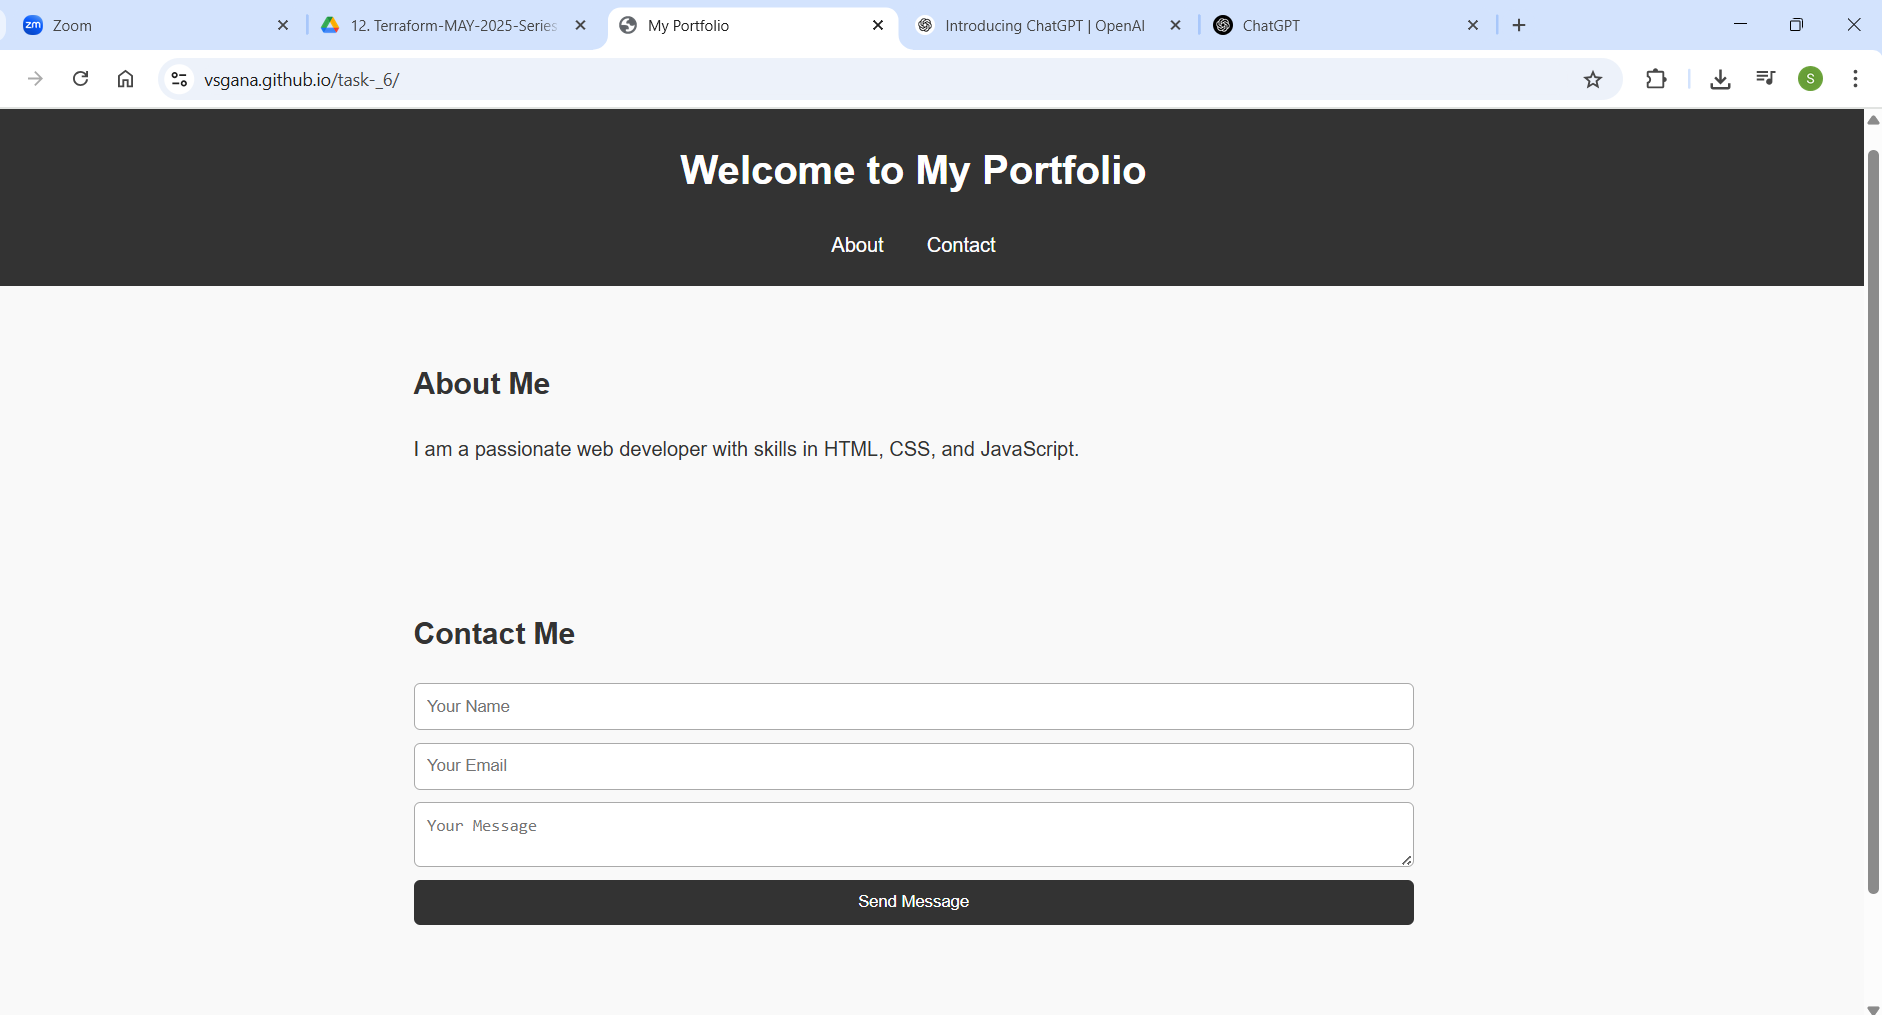 zm Zoom
12. Terraform-MAY-2025-Series
My Portfolio
Introducing ChatGPT | OpenAI
ChatGPT
vsgana.github.io/task-_6/
S
Welcome to My Portfolio
About Contact
About Me
I am a passionate web developer with skills in HTML, CSS, and JavaScript.
Contact Me
Your Name
Your Email
Your Message
Send Message